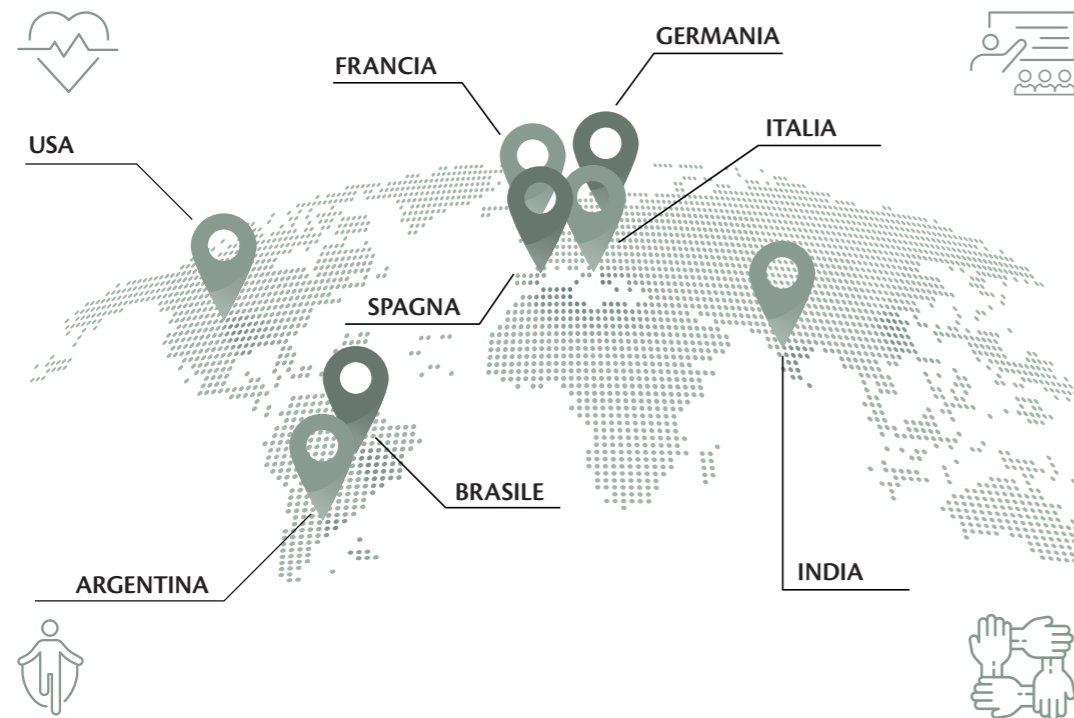 GERMANIA
FRANCIA
ITALIA
USA
SPAGNA
BRASILE
INDIA
ARGENTINA